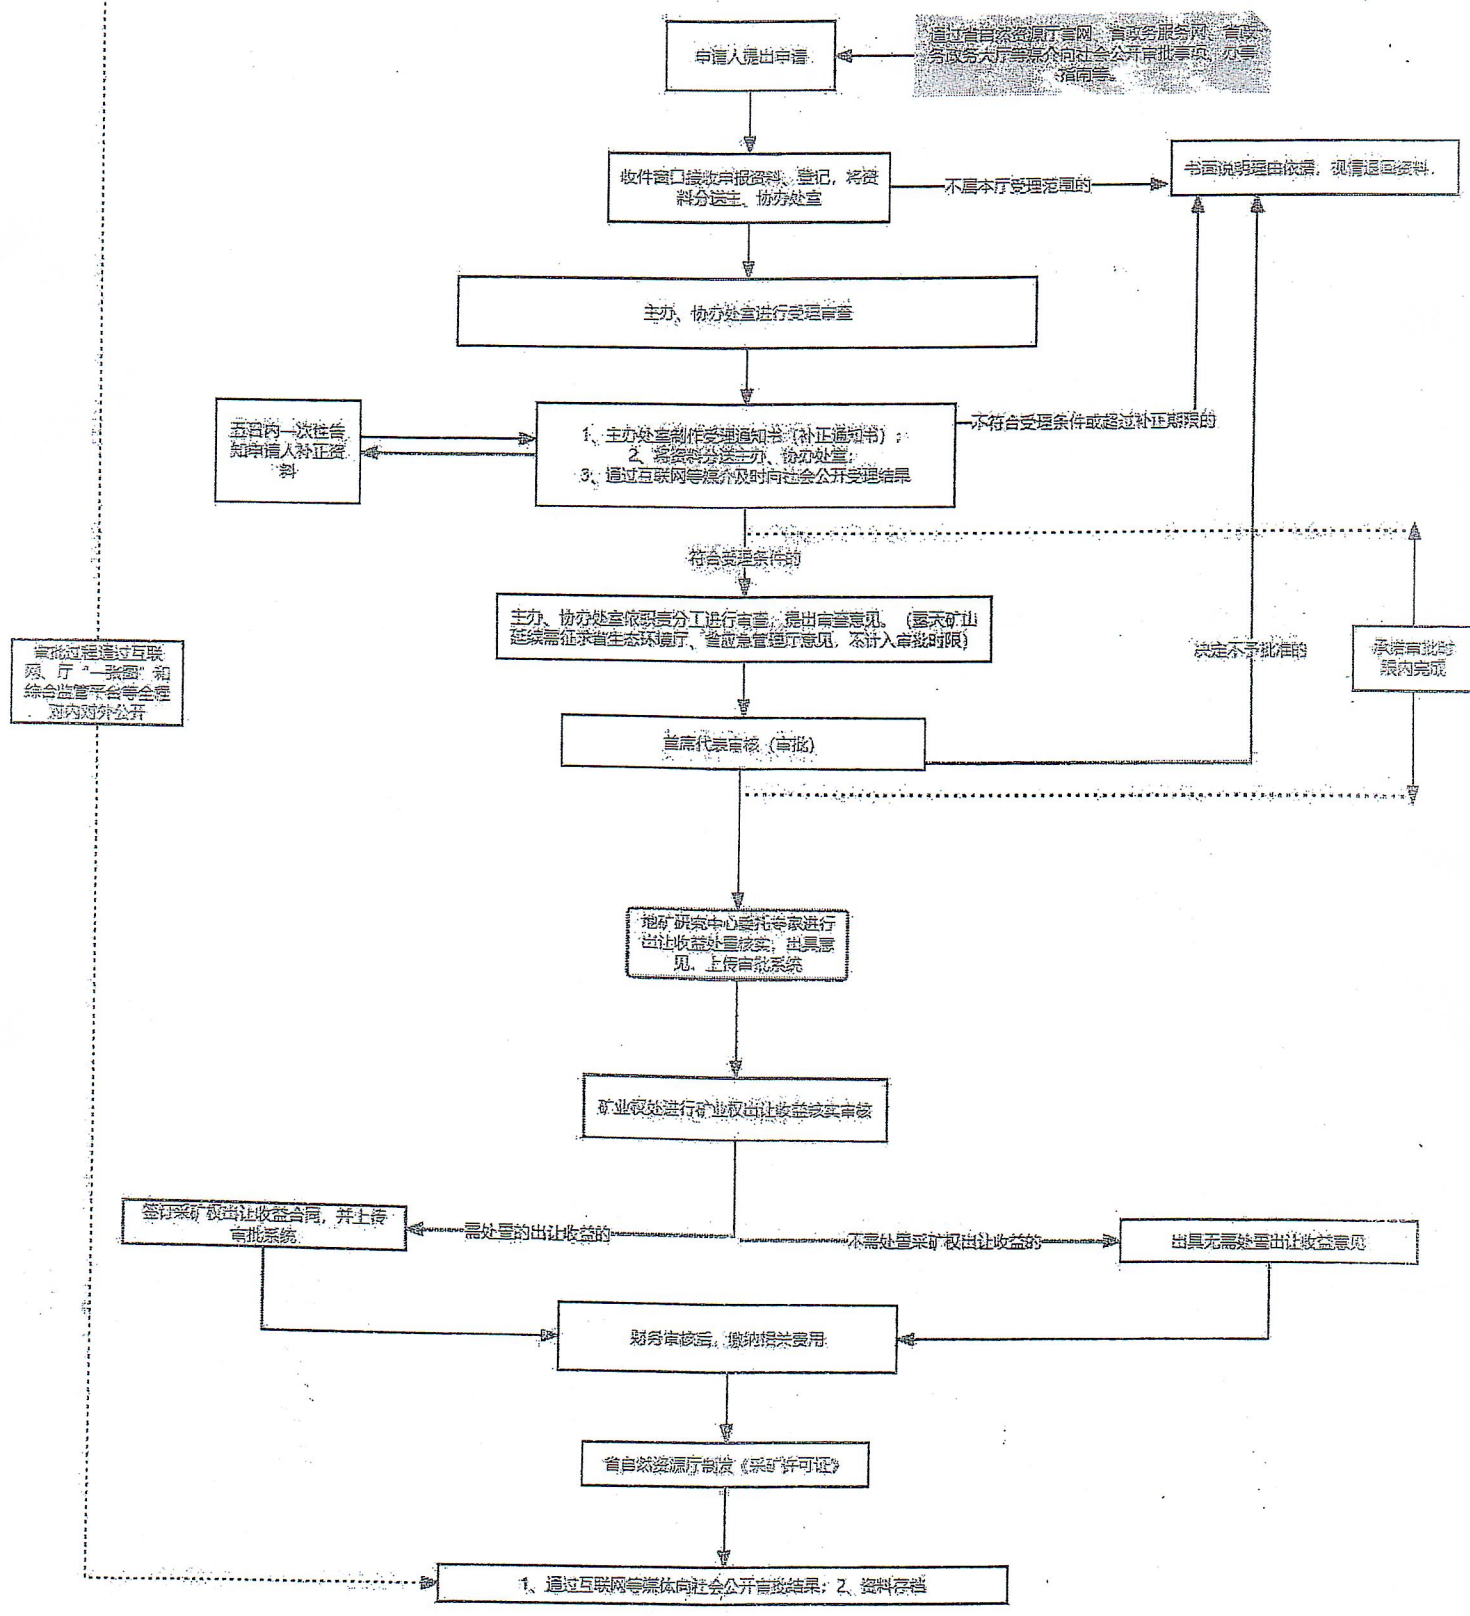 申请人提出申请
通过省自然资源厅官网、省政务服务网、省政
务政务大厅等媒介向社会公开审批事项、办事
指南等。
收件窗口接收申报资料、登记，将资
料分送主、协办处室
不属本厅受理范围的
书面说明理由依据，视情退回资料.
主办、协办处室进行受理审查
五日内一次性告
知申请人补正资
料
1、主办处室制作受理通知书（补正通知书）；
2、将资料分送主办、协办处室；
3、通过互联网等媒介及时向社会公开受理结果
不符合受理条件或超过补正期限的
符合受理条件的
主办、协办处室依职责分工进行审查，提出审查意见。（露天矿山
延续需征求省生态环境厅、省应急管理厅意见，不计入审批时限）
审批过程通过互联
网、厅“一张图”和
综合监管平台等全程
对内对外公开
决定不予批准的
承诺审批时
限内完成
首席代表审核（审批）
地矿研究中心委托专家进行
出让收益处置核实，出具意
见，上传审批系统
矿业权处进行矿业权出让收益核实审核
签订采矿权出让收益合同，并上传
审批系统
需处置的出让收益的
不需处置采矿权出让收益的
出具无需处置出让收益意见
财务审核后，缴纳相关费用
省自然资源厅制发《采矿许可证》
1、通过互联网等媒体向社会公开审批结果；2、资料存档